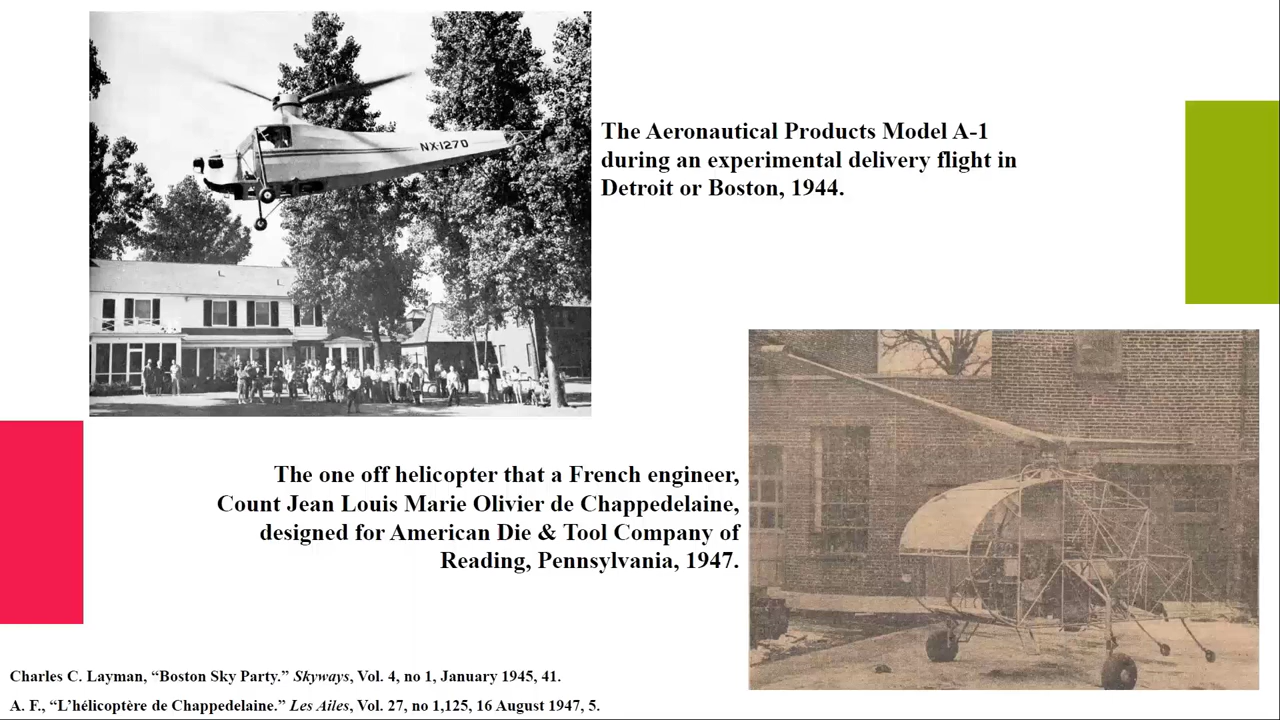 NX-1270
The Aeronautical Products Model A-1
during an experimental delivery flight in
Detroit or Boston, 1944.
The one off helicopter that a French engineer,
Count Jean Louis Marie Olivier de Chappedelaine,
designed for American Die & Tool Company of
Reading, Pennsylvania, 1947.
Charles C. Layman, “Boston Sky Party.” Skyways, Vol. 4, no 1, January 1945, 41.
A. F., “L’hélicoptère de Chappedelaine.” Les Ailes, Vol. 27, no 1,125, 16 August 1947, 5.